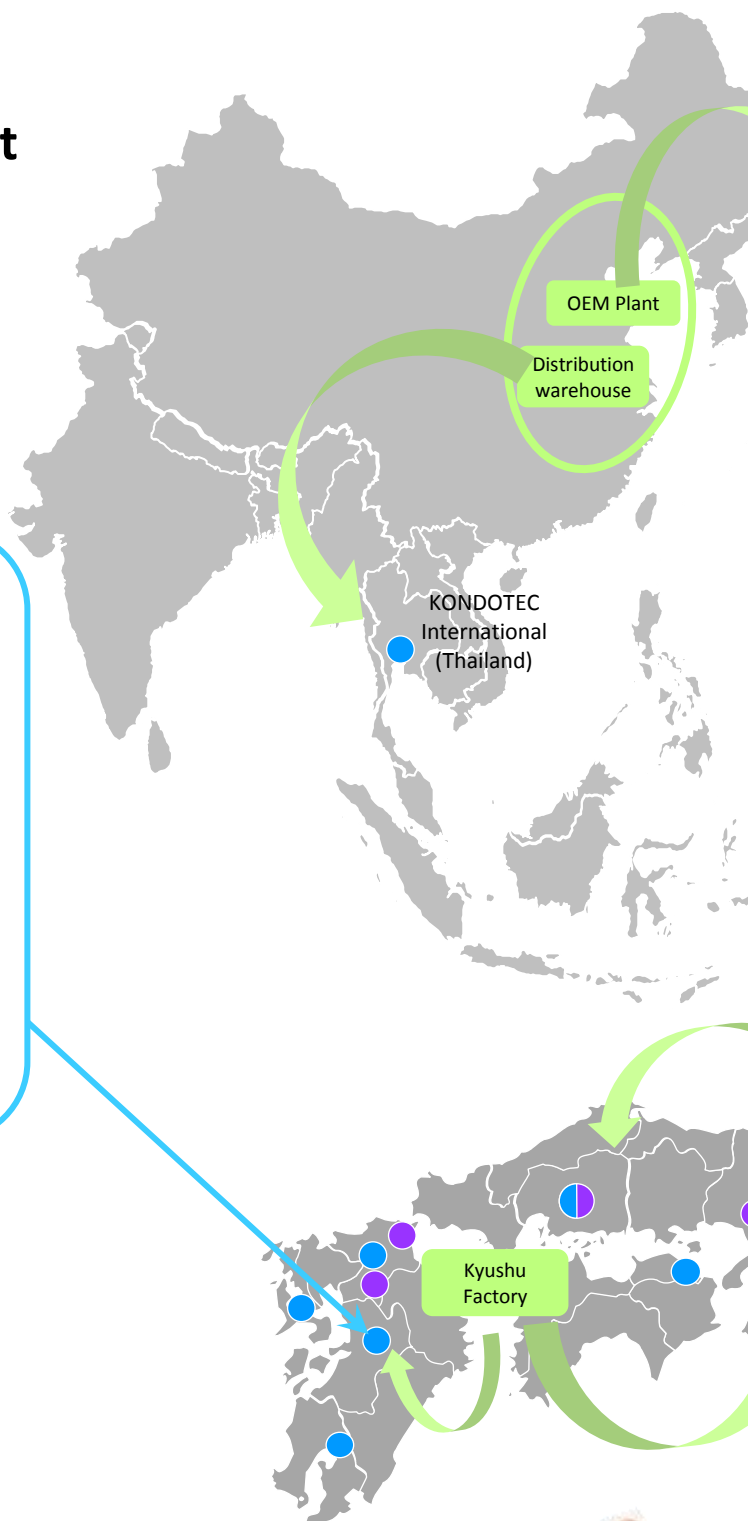 t
OEM Plant
Distribution
warehouse
KONDOTEC
International
(Thailand)
Kyushu
Factory